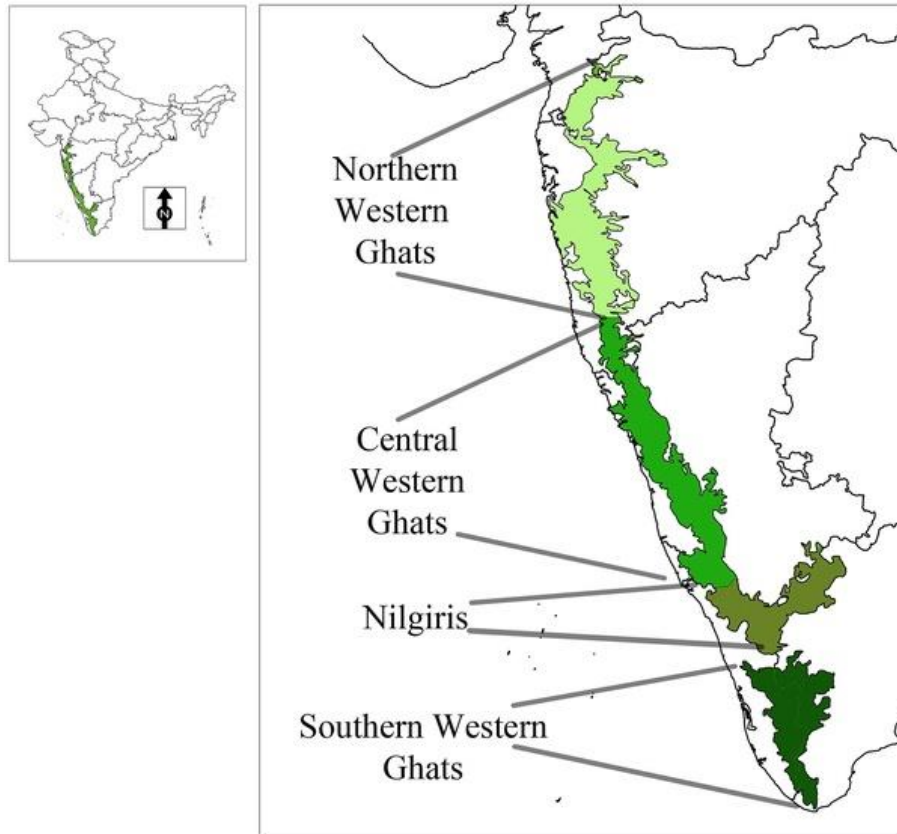 N
Northern
Western
Ghats
Central
Western
Ghats
Nilgiris
Southern Western
Ghats